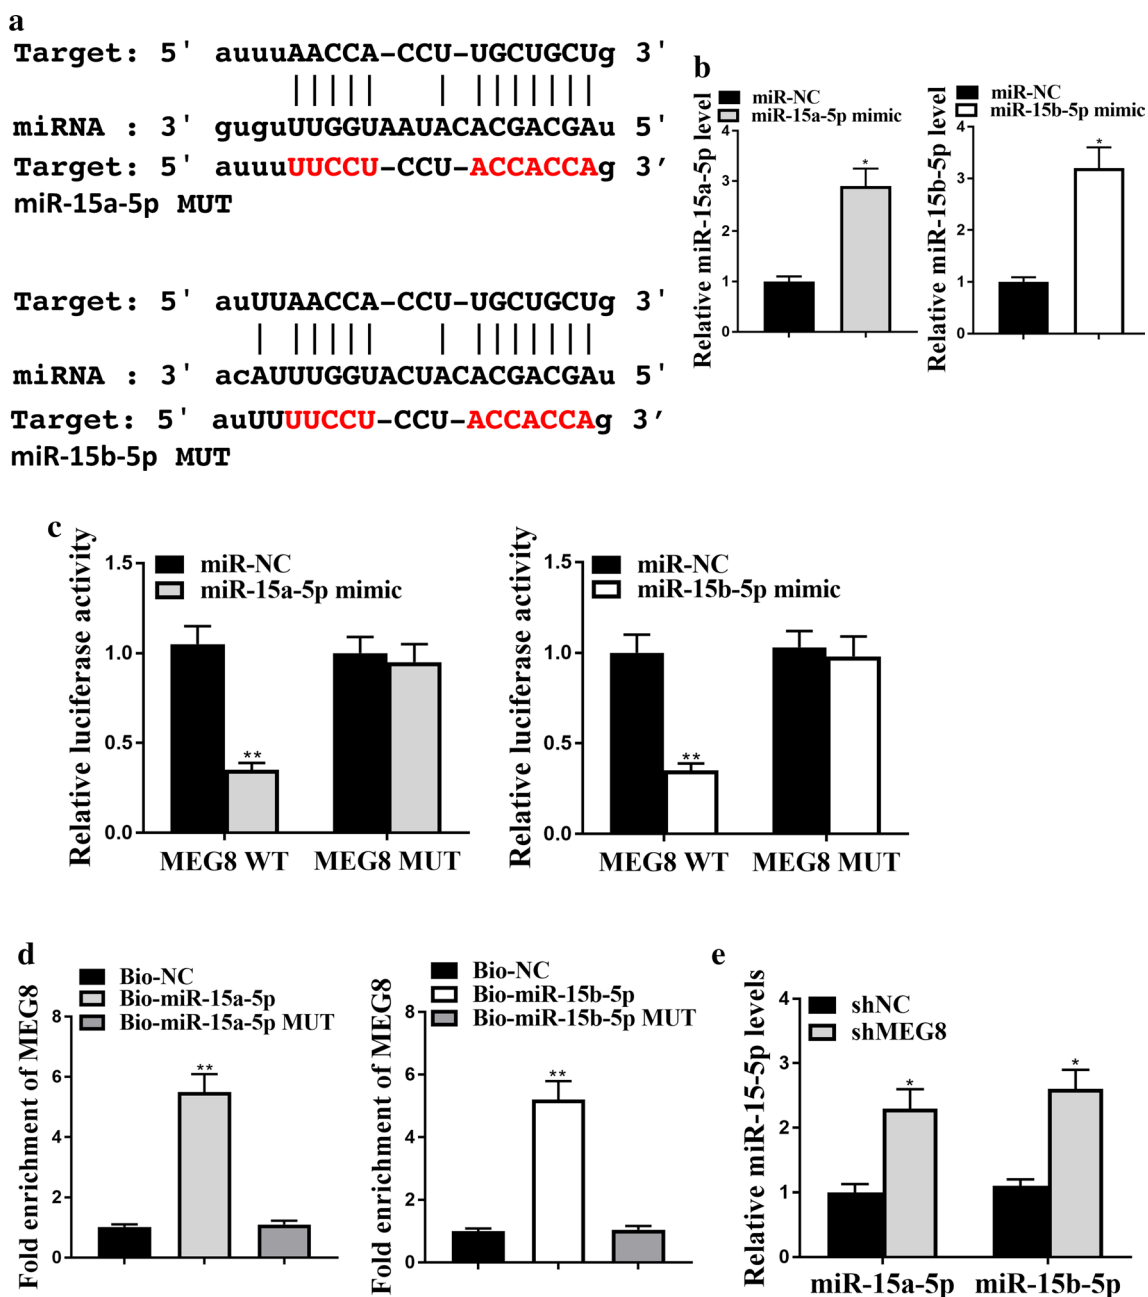 a
Target: 5' auuuAACCA-CCU-UGCUGCUg 3'
miRNA : 3' guguUUGGUAAUACACGACGAu 5'
Target: 5' auuuUUCCU-CCU-ACCACCAg 3’
miR-15a-5p MUT
Target: 5' auUUAACCA-CCU-UGCUGCUg 3'
miRNA : 3' acAUUUGGUACUACACGACGAu 5'
Target: 5' auUUUUCCU-CCU-ACCACCAg 3’
miR-15b-5p MUT
b
miR-NC
miR-15a-5p mimic
Relative miR-15a-5p level
4
3
2
1
0
*
miR-NC
miR-15b-5p mimic
Relative miR-15b-5p level
4
3
2
1
0
*
c
miR-NC
miR-15a-5p mimic
Relative luciferase activity
1.5
1.0
0.5
0.0
**
MEG8 WT MEG8 MUT
miR-NC
miR-15b-5p mimic
Relative luciferase activity
1.5
1.0
0.5
0.0
**
MEG8 WT MEG8 MUT
d
Bio-NC
Bio-miR-15a-5p
Bio-miR-15a-5p MUT
Fold enrichment of MEG8
8
6
4
2
0
**
Bio-NC
Bio-miR-15b-5p
Bio-miR-15b-5p MUT
Fold enrichment of MEG8
8
6
4
2
0
**
e
shNC
shMEG8
Relative miR-15-5p levels
4
3
2
1
0
*
*
miR-15a-5p miR-15b-5p